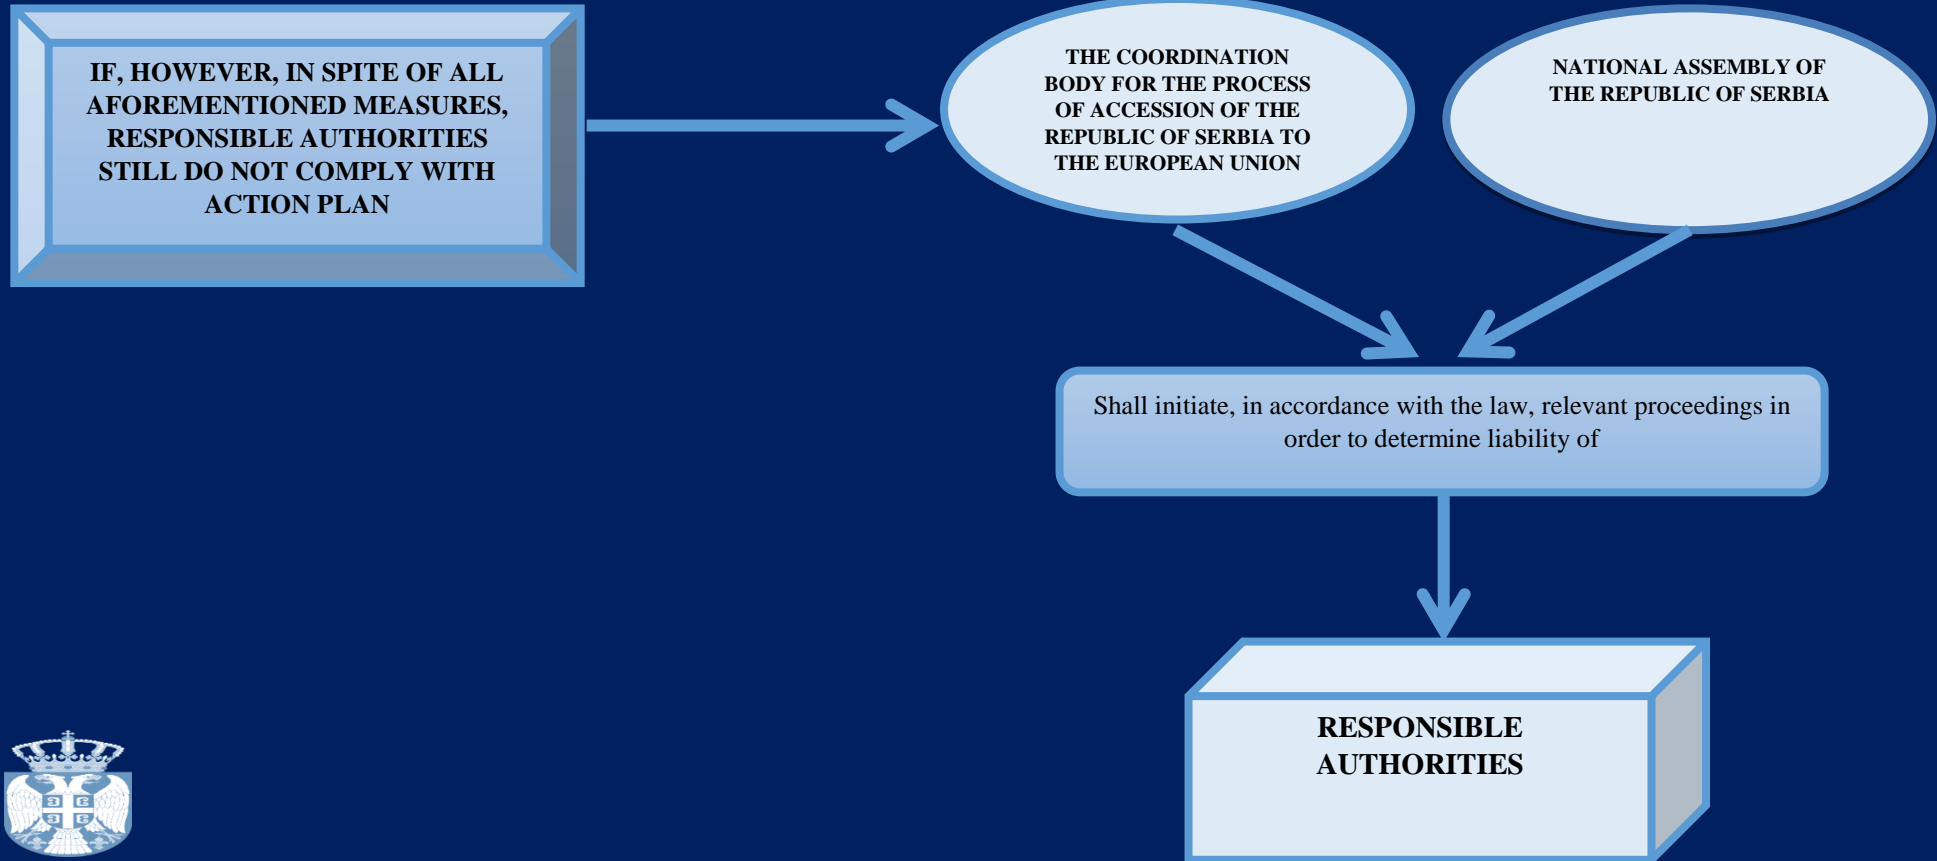 IF, HOWEVER, IN SPITE OF ALL
AFOREMENTIONED MEASURES,
RESPONSIBLE AUTHORITIES
STILL DO NOT COMPLY WITH
ACTION PLAN
THE COORDINATION
BODY FOR THE PROCESS
OF ACCESSION OF THE
REPUBLIC OF SERBIA TO
THE EUROPEAN UNION
NATIONAL ASSEMBLY OF
THE REPUBLIC OF SERBIA
Shall initiate, in accordance with the law, relevant proceedings in
order to determine liability of
RESPONSIBLE
AUTHORITIES